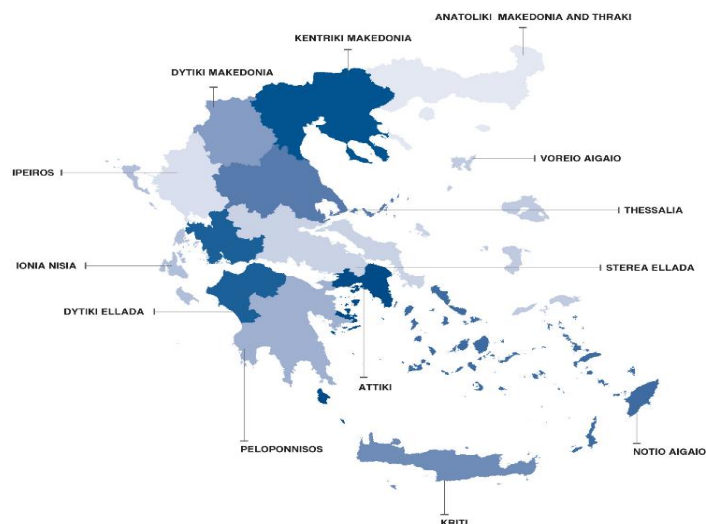 ANATOLIKI MAKEDONIA AND THRAKI
KENTRIKI MAKEDONIA
DYTIKI MAKEDONIA
VOREIO AIGAIO
IPEIROS
THESSALIA
IONIA NISIA
STEREA ELLADA
DYTIKI ELLADA
ATTIKI
PELOPONNISOS
NOTIO AIGAIO
KRITI